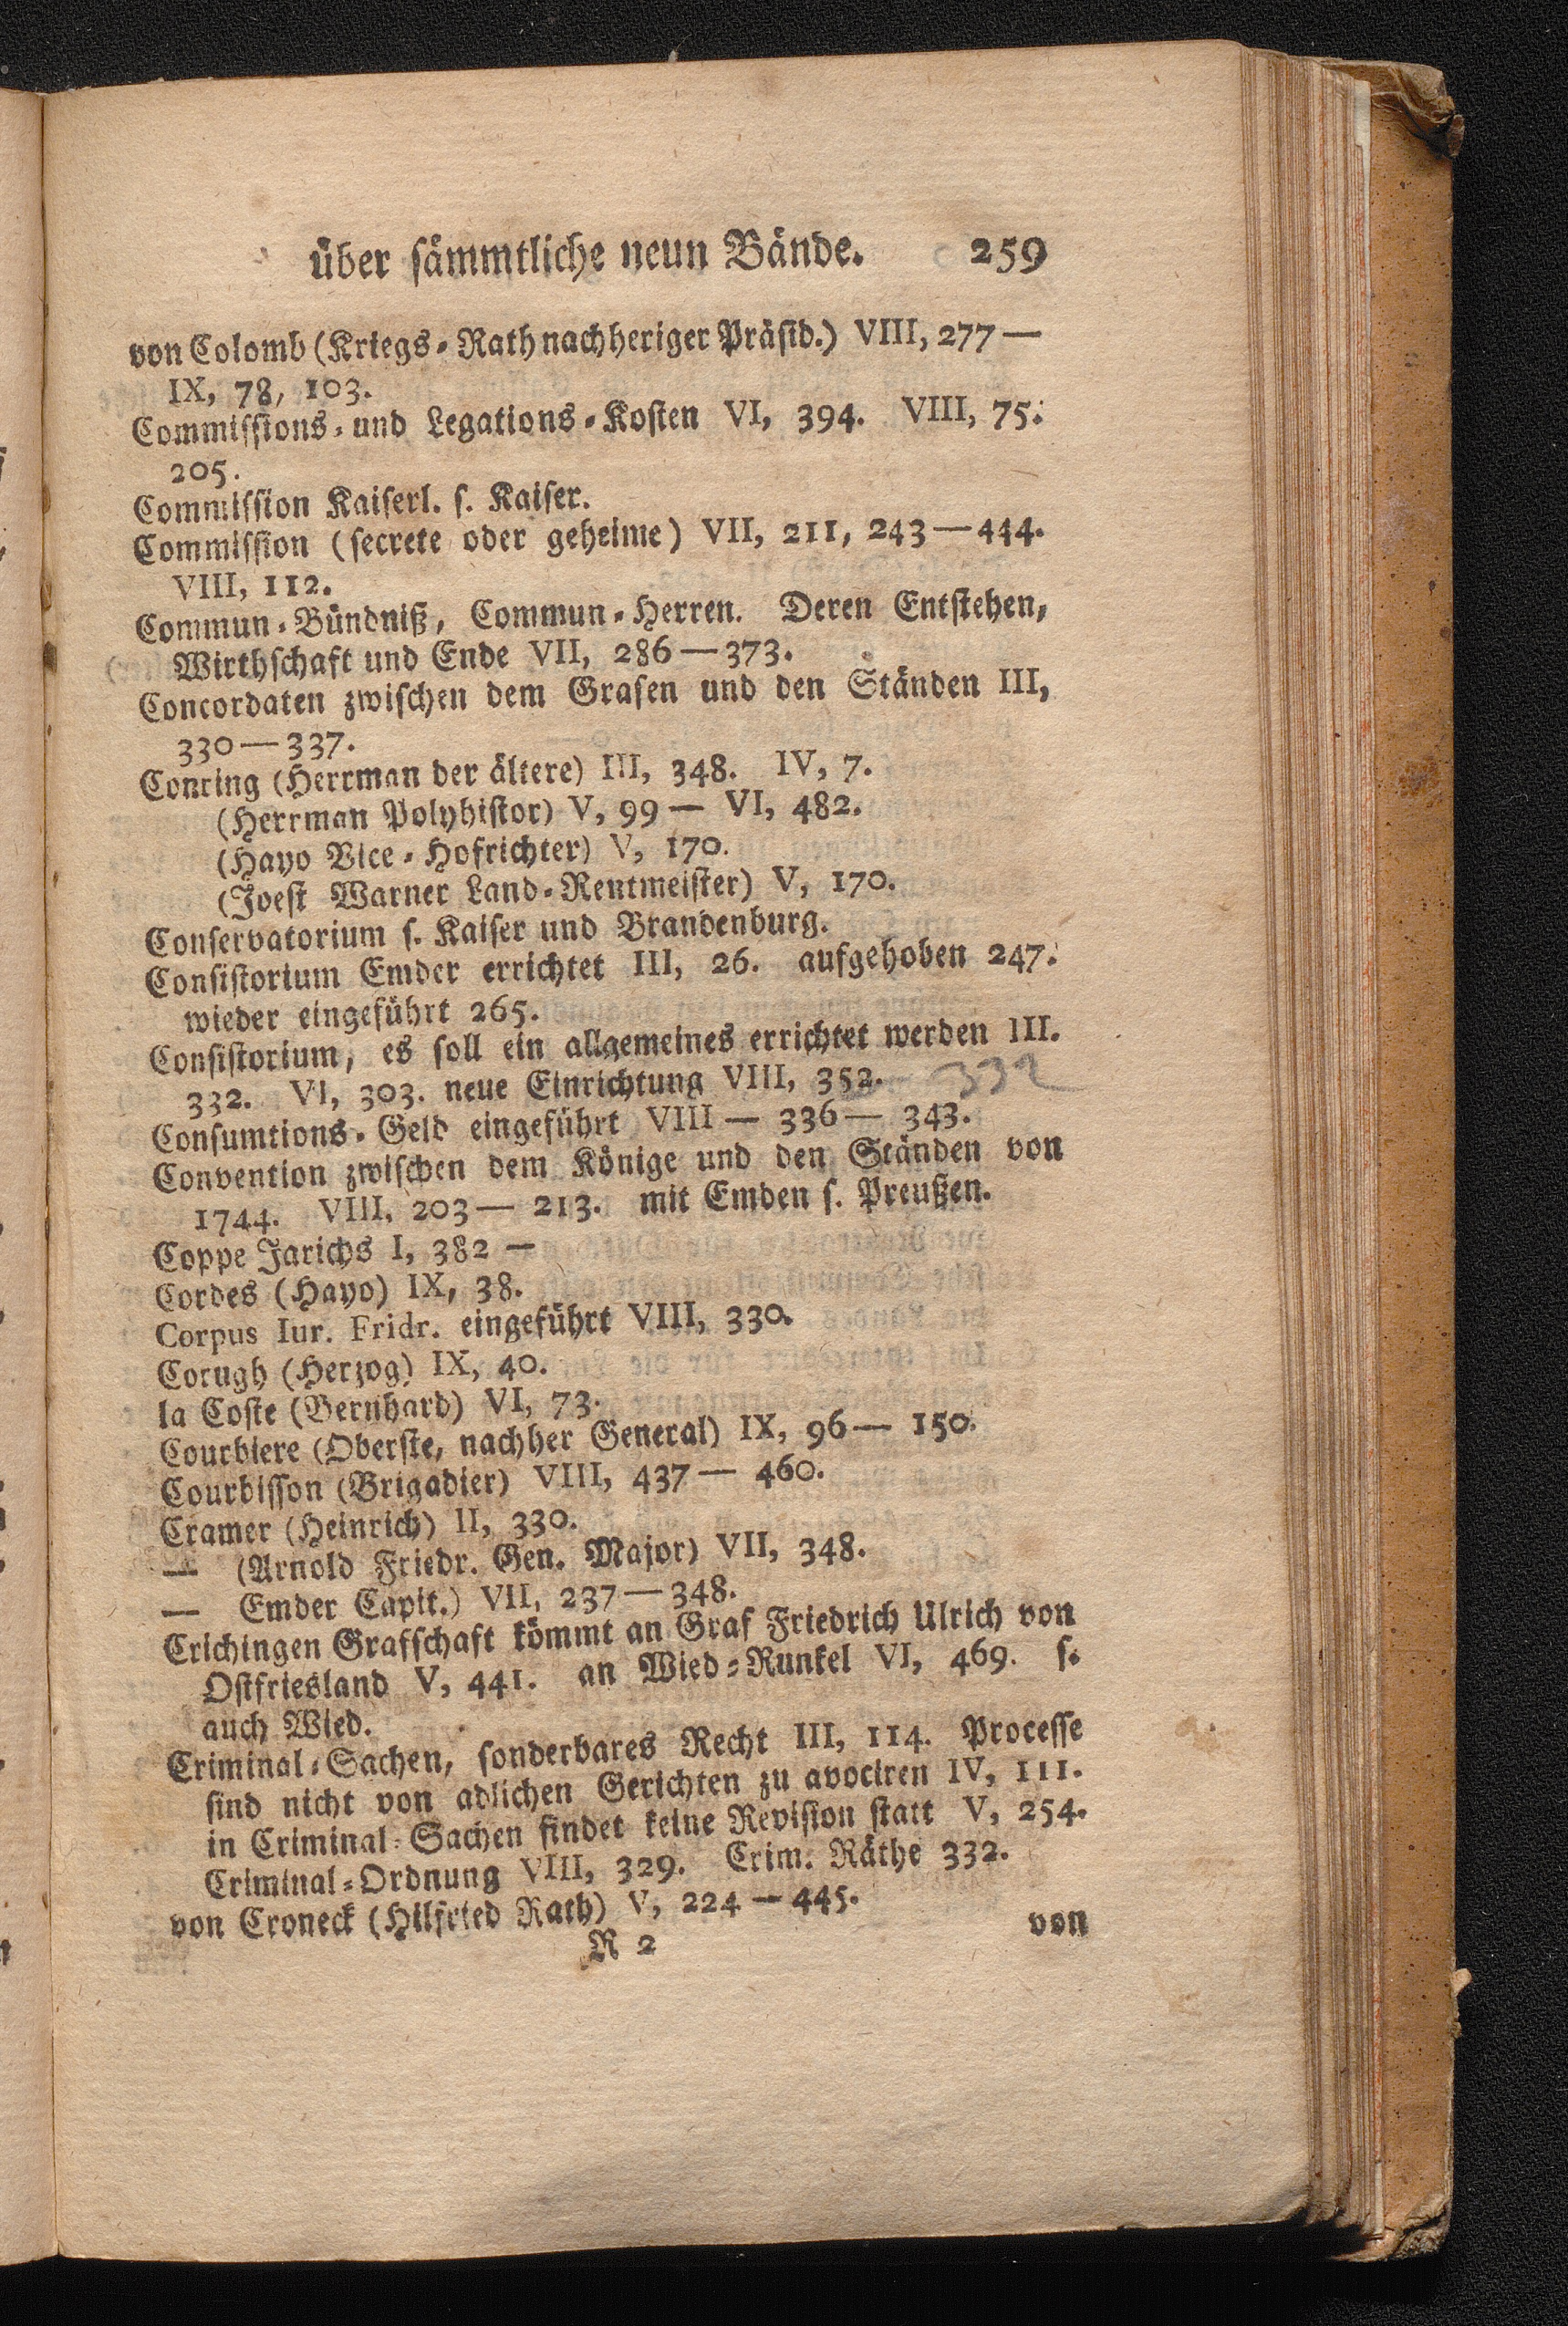 über sämmtliche neun Bände. 259
von Colomb (Kriegs-Rath nachheriger Präsid.) VIII, 277 —
IX, 78, 103.
Commissions- und Legations-Kosten VI, 394. VIII, 75.
205.
Commission Kaiserl. s. Kaiser.
Commission (secrete oder geheime) VII, 211, 243 — 444.
VIII, 112.
Commun-Bündniß, Commun-Herren. Deren Entstehen,
Wirthschaft und Ende VII, 286 — 373.
Concordaten zwischen dem Grafen und den Ständen III,
330 — 337.
Conring (Herrman der ältere) III, 348. IV, 7.
(Herrman Polyhistor) V, 99 — VI, 482.
(Hayo Vice-Hofrichter) V, 170.
(Joest Warner Land-Rentmeister) V, 170.
Conservatorium s. Kaiser und Brandenburg.
Consistorium Emder errichtet III, 26. aufgehoben 247.
wieder eingeführt 265.
Consistorium, es soll ein allgemeines errichtet werden III.
332. VI, 303. neue Einrichtung VIII, 352. 332
Consumtions-Geld eingeführt VIII — 336 — 343.
Convention zwischen dem Könige und den Ständen von
1744. VIII, 203 — 213. mit Emden s. Preußen.
Coppe Jarichs I, 382 —
Cordes (Hayo) IX, 38.
Corpus Iur. Fridr. eingeführt VIII, 330.
Corugh (Herzog) IX, 40.
la Coste (Bernhard) VI, 73.
Courbiere (Oberste, nachher General) IX, 96 — 150.
Courbisson (Brigadier) VIII, 437 — 460.
Cramer (Heinrich) II, 330.
— (Arnold Friedr. Gen. Major) VII, 348.
— Emder Capit.) VII, 237 — 348.
Crichingen Grafschaft kömmt an Graf Friedrich Ulrich von
Ostfriesland V, 441. an Wied-Runkel VI, 469. s.
auch Wied.
Criminal-Sachen, sonderbares Recht III, 114. Processe
sind nicht von adlichen Gerichten zu avociren IV, 111.
in Criminal-Sachen findet keine Revision statt V, 254.
Criminal-Ordnung VIII, 329. Crim. Räthe 332.
von Croneck (Hilfried Rath) V, 224 — 445.
R 2 von